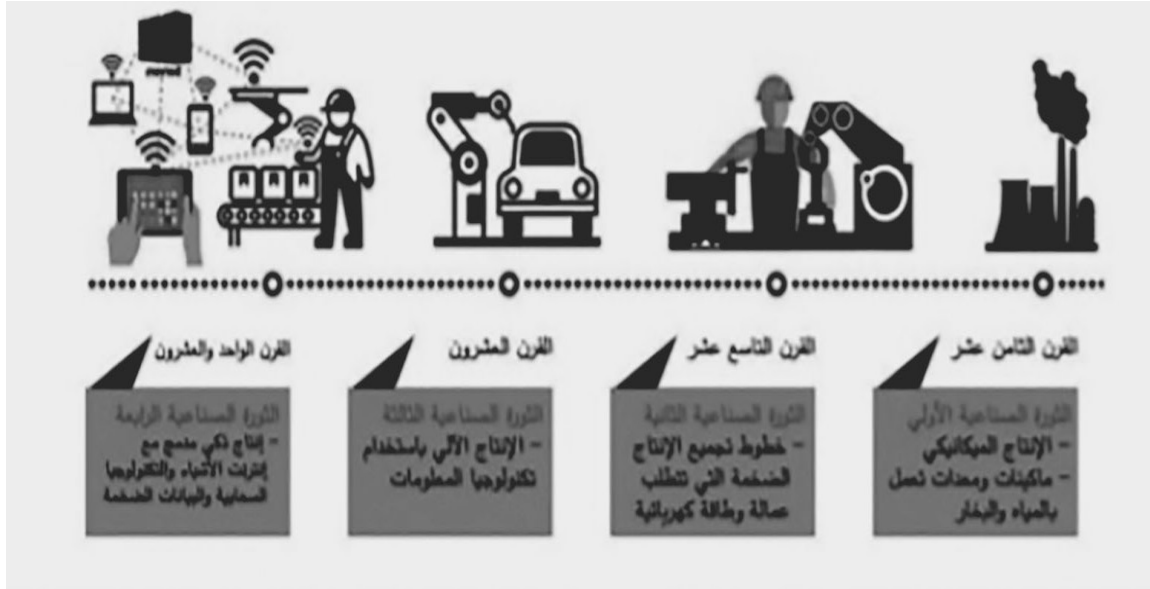 القرن الثامن عشر
الثورة الصناعية الأولي
- الإنتاج الميكانيكي
- ماكينات ومعدات تعمل
بالمياه والبخار
القرن التاسع عشر
الثورة الصناعية الثانية
- خطوط تجميع الإنتاج
الضخمة التي تتطلب
عمالة وطاقة كهربائية
القرن العشرون
الثورة الصناعية الثالثة
- الإنتاج الآلي باستخدام
تكنولوجيا المعلومات
القرن الواحد والعشرون
الثورة الصناعية الرابعة
- إنتاج ذكي مدمج مع
إنترنت الأشياء والتكنولوجيا
السحابية والبيانات الضخمة